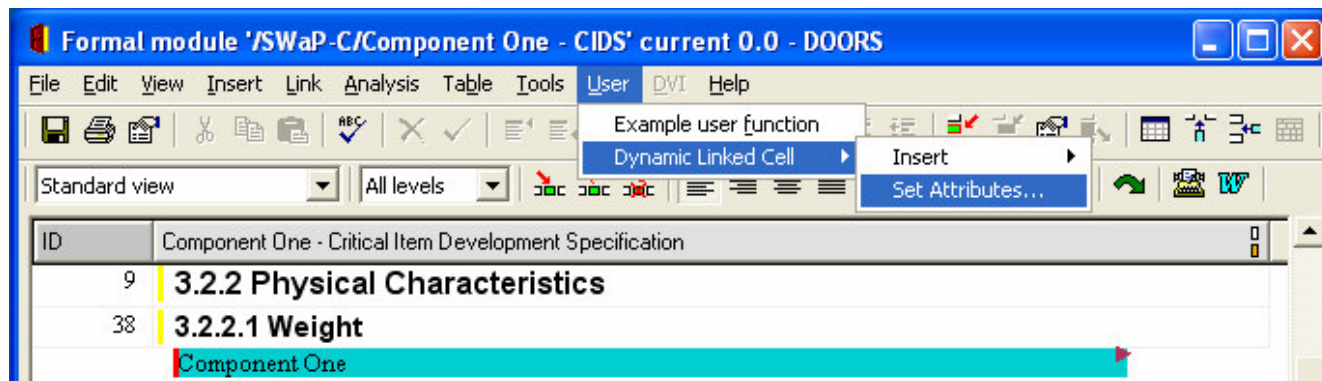 Formal module '/SWaP-C/Component One - CIDS' current 0.0 - DOORS
File Edit View Insert Link Analysis Table Tools User DVI Help
ABC
Example user function
Dynamic Linked Cell
Insert
Set Attributes...
Standard view
All levels
W
ID Component One - Critical Item Development Specification
9 3.2.2 Physical Characteristics
38 3.2.2.1 Weight
Component One